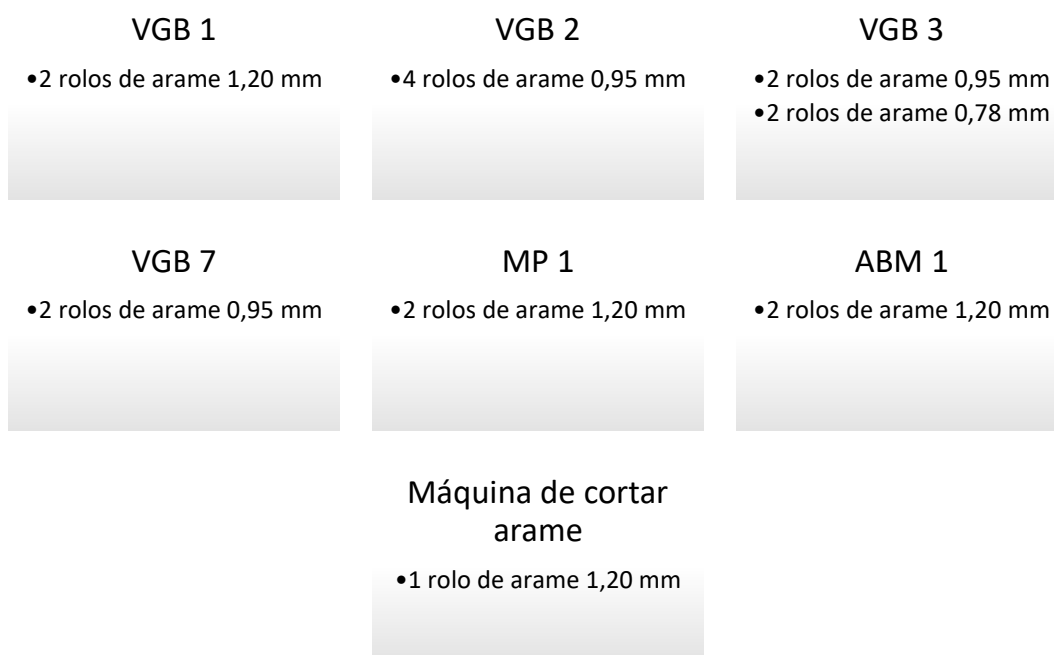 VGB 1
•2 rolos de arame 1,20 mm
VGB 2
•4 rolos de arame 0,95 mm
VGB 3
•2 rolos de arame 0,95 mm
•2 rolos de arame 0,78 mm
VGB 7
•2 rolos de arame 0,95 mm
MP 1
•2 rolos de arame 1,20 mm
ABM 1
•2 rolos de arame 1,20 mm
Máquina de cortar
arame
•1 rolo de arame 1,20 mm